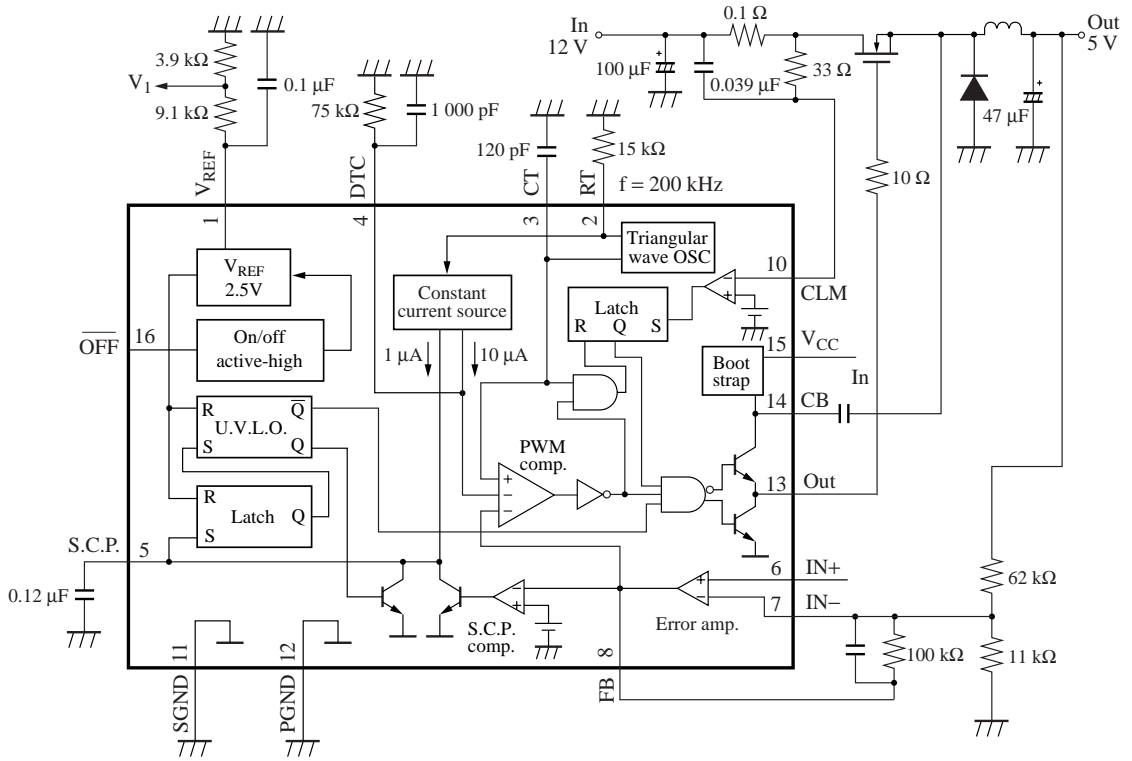 In
12 V
0.1 Ω
Out
5 V
3.9 kΩ
V1
9.1 kΩ
0.1 µF
75 kΩ
1 000 pF
100 µF
0.039 µF
33 Ω
47 µF
120 pF
15 kΩ
10 Ω
VREF
DTC
CT
RT
f = 200 kHz
1
4
3
2
VREF
2.5V
Triangular
wave OSC
10
CLM
Constant
current source
Latch
R Q S
16
OFF
On/off
active-high
1 µA
10 µA
15
VCC
In
Boot
strap
14
CB
R Q
U.V.L.O.
S Q
PWM
comp.
+
−
−
13
Out
R
Latch
Q
S
S.C.P.
5
0.12 µF
6
IN+
7
IN−
Error amp.
S.C.P.
comp.
62 kΩ
100 kΩ
11 kΩ
11
12
8
SGND
PGND
FB